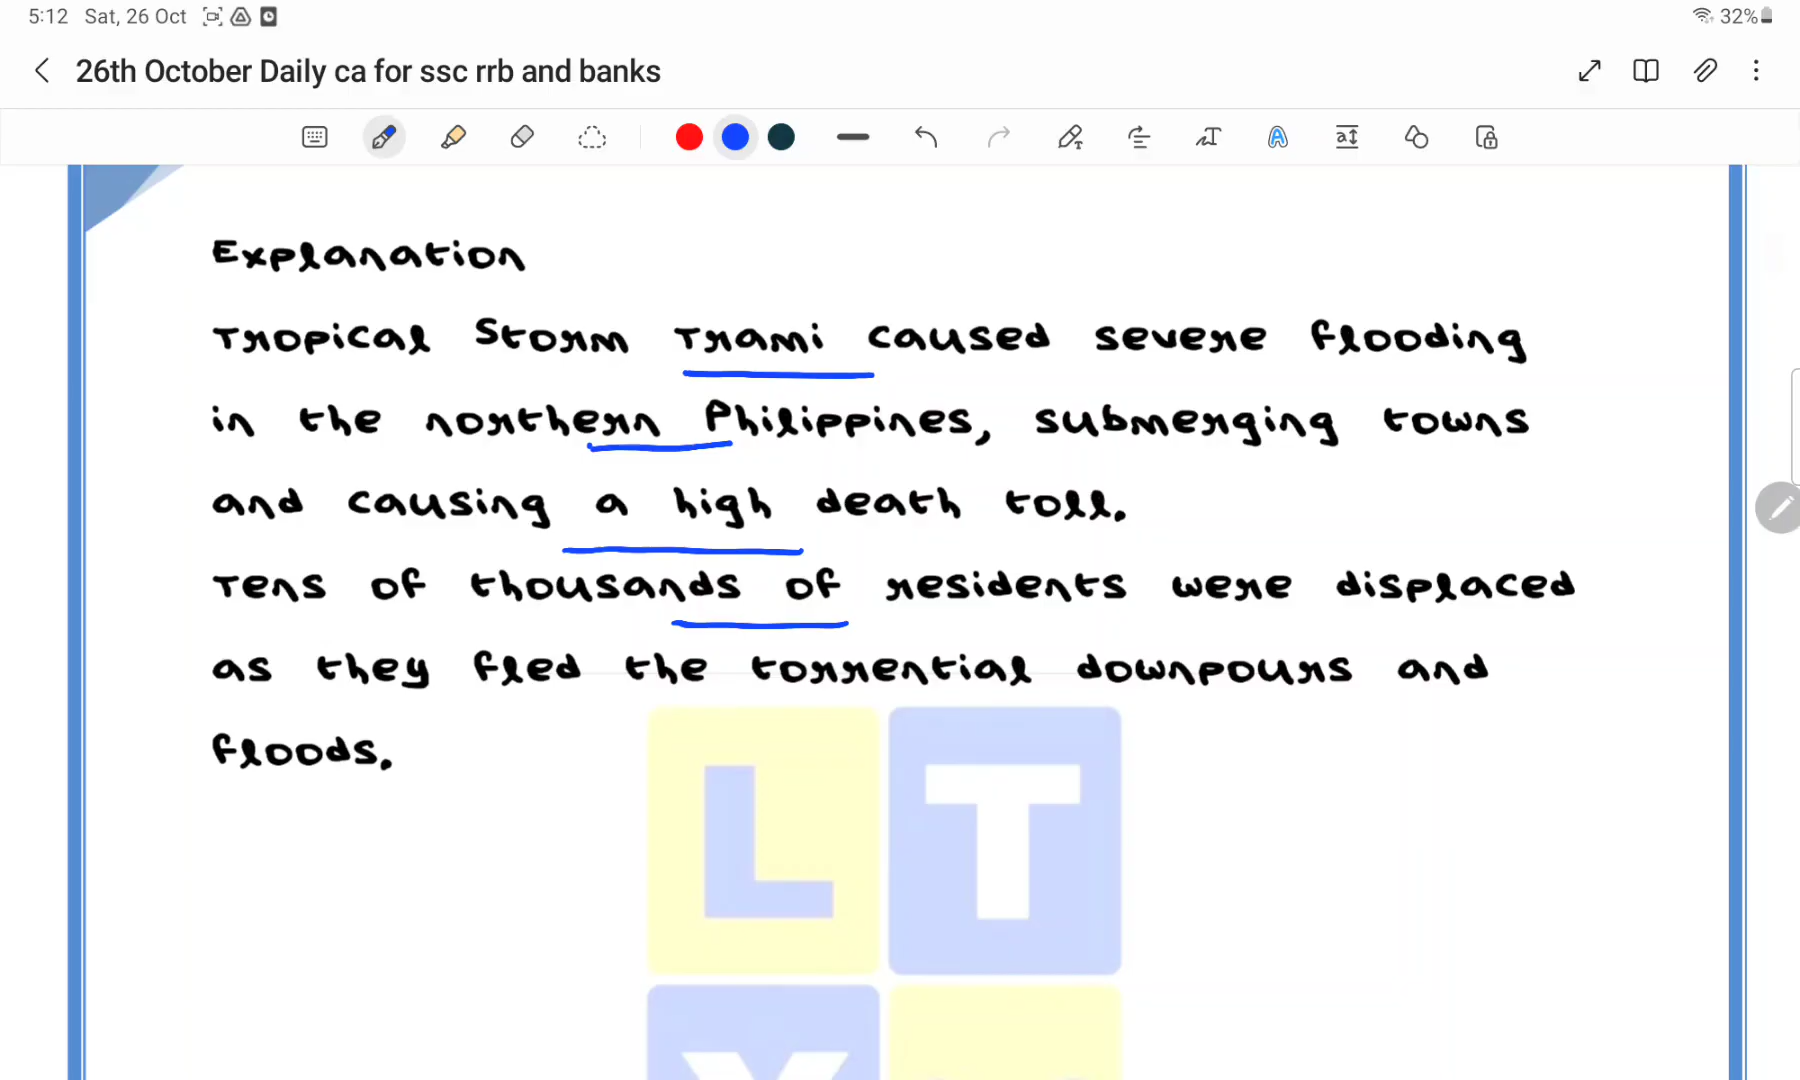 5:12 Sat, 26 Oct 32%
26th October Daily ca for ssc rrb and banks
Explanation
Tropical Storm Trami caused severe flooding
in the northern Philippines, submerging towns
and causing a high death toll.
Tens of thousands of residents were displaced
as they fled the torrential downpours and
floods.
L T
Y